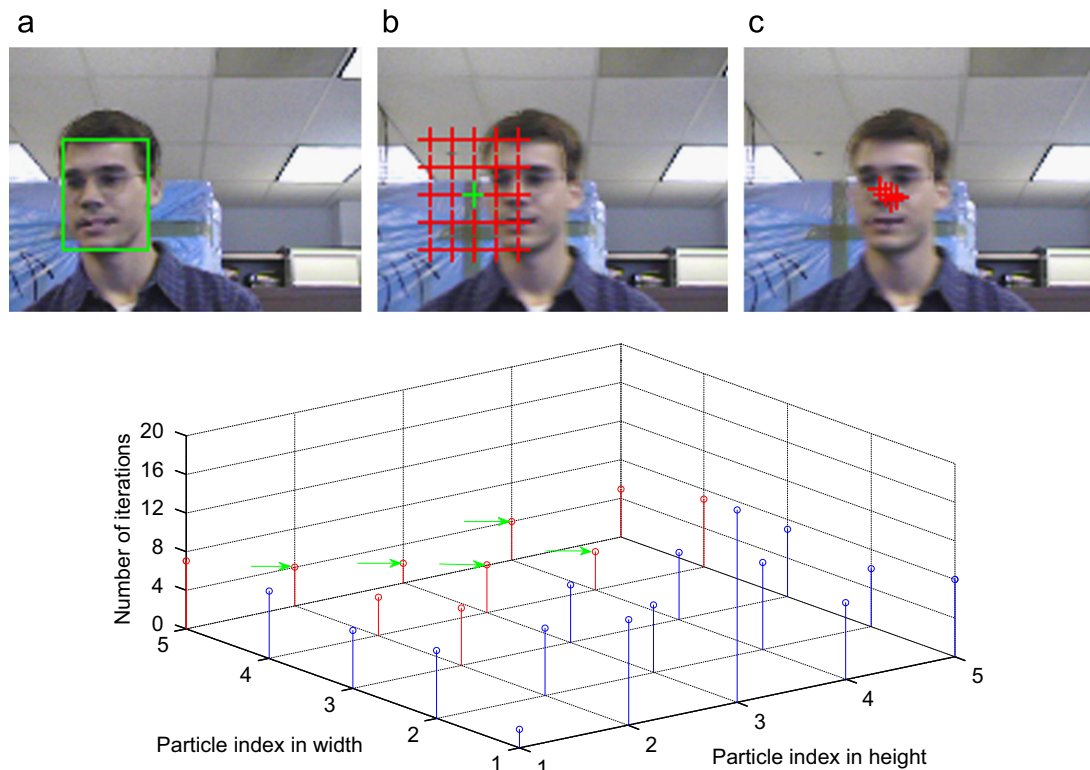 a
b
c
20
16
12
8
4
0
Number of iterations
5
4
3
2
1
Particle index in width
1
2
3
4
5
Particle index in height